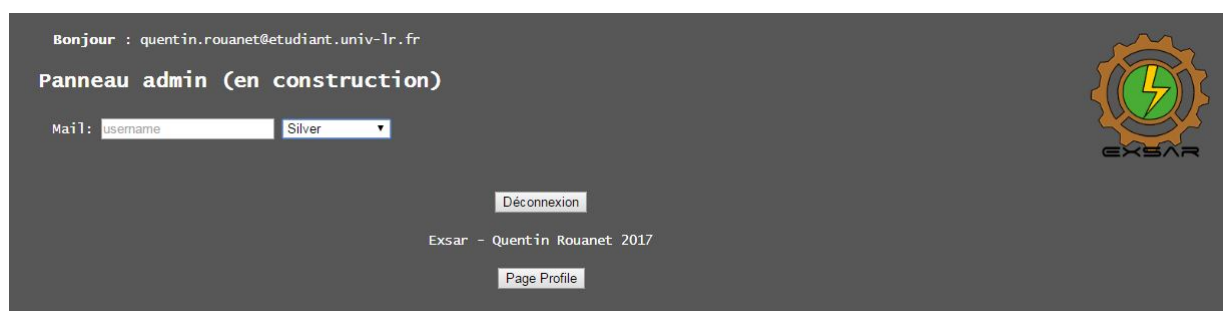 Bonjour : quentin.rouanet@etudiant.univ-lr.fr
Panneau admin (en construction)
Mail: username Silver
EXSAR
Déconnexion
Exsar - Quentin Rouanet 2017
Page Profile